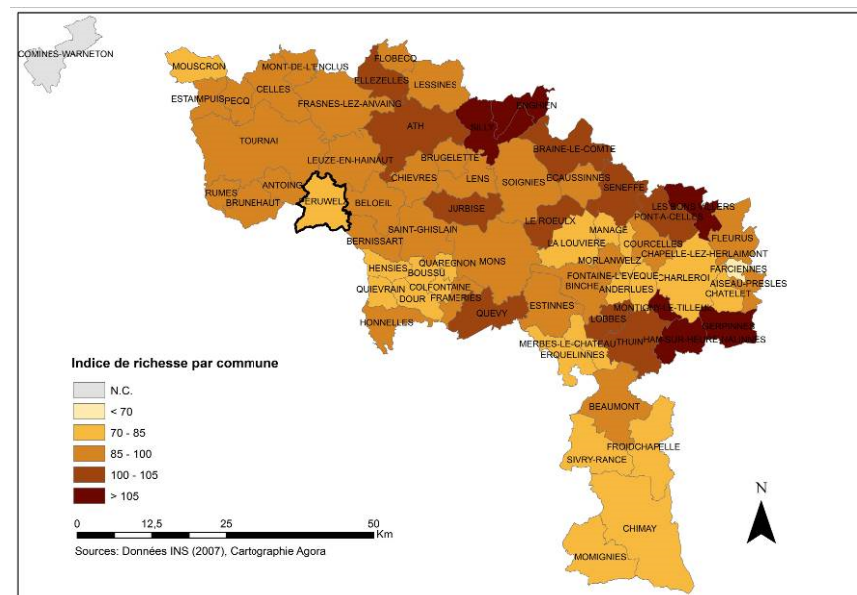 COMINES-WARNETON
MOUSCRON
MONT-DE-L'ENCLUS
FLOBECQ
ELLEZELLES
LESSINES
ESTAIMPUIS
PECQ
CELLES
FRASNES-LEZ-ANVAING
ENGHIEN
SILLY
ATH
TOURNAI
BRAINE-LE-COMTE
LEUZE-EN-HAINAUT
BRUGELETTE
CHIEVRES
LENS
SOIGNIES
ECAUSSINNES
SENEFFE
RUMES
BRUNEHAUT
ANTOING
PERUWELZ
BELOEIL
JURBISE
LE ROEULX
LES BONS VILLERS
PONT-A-CELLES
BERNISSART
SAINT-GHISLAIN
MANAGE
LA LOUVIERE
COURCELLES
FLEURUS
CHAPELLE-LEZ-HERLAIMONT
MORLANWELZ
MONS
QUAREGNON
HENSIES
BOUSSU
FARCIENNES
FONTAINE-L'EVEQUE
CHARLEROI
AISEAU-PRESLES
QUIEVRAIN
COLFONTAINE
DOUR
FRAMERIES
BINCHE
ANDERLUES
CHATELET
ESTINNES
MONTIGNY-LE-TILLEUL
HONNELLES
QUEVY
LOBBES
GERPINNES
MERBES-LE-CHATEAU
THUIN
HAM-SUR-HEURE-NALINNES
ERQUELINNES
BEAUMONT
FROIDCHAPELLE
SIVRY-RANCE
CHIMAY
MOMIGNIES
Indice de richesse par commune
N.C.
< 70
70 - 85
85 - 100
100 - 105
> 105
N
0 12,5 25 50
Km
Sources: Données INS (2007), Cartographie Agora